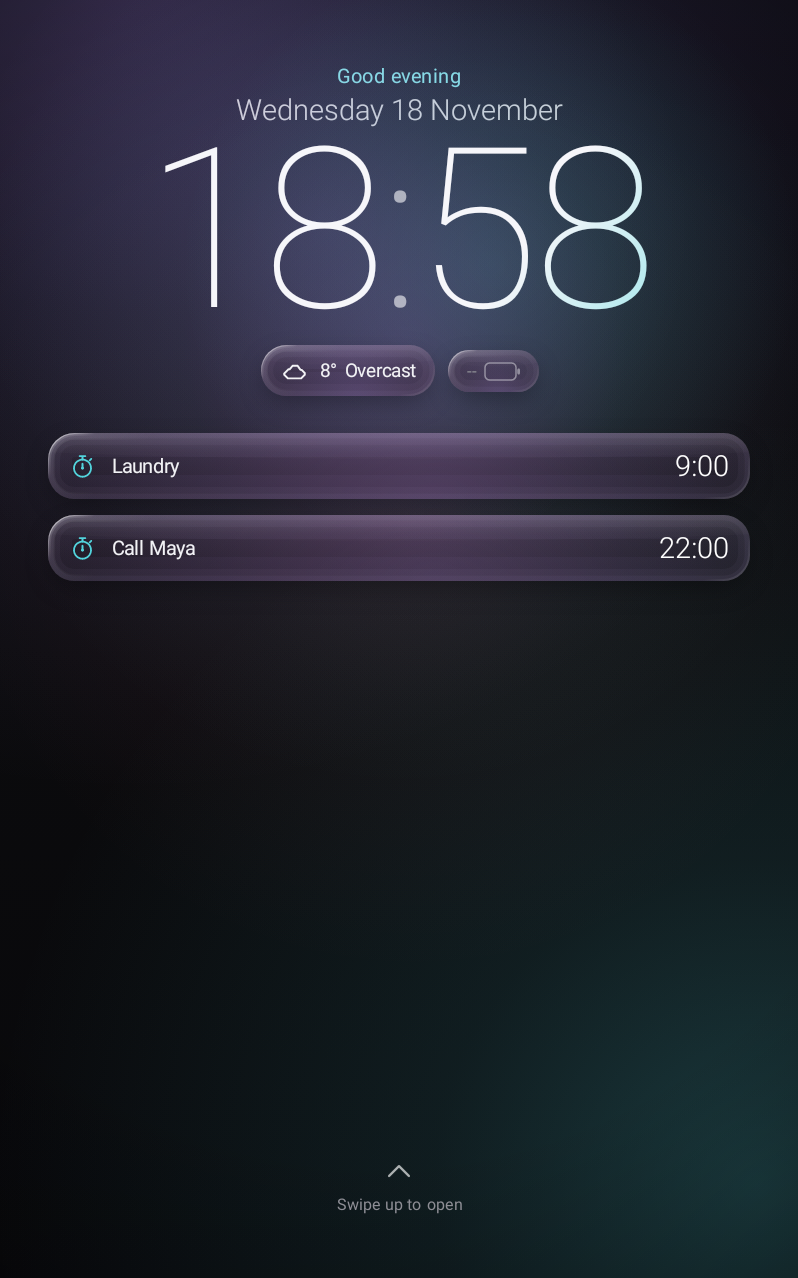 Good evening
Wednesday 18 November
18:58
8° Overcast
--
Laundry 9:00
Call Maya 22:00
Swipe up to open